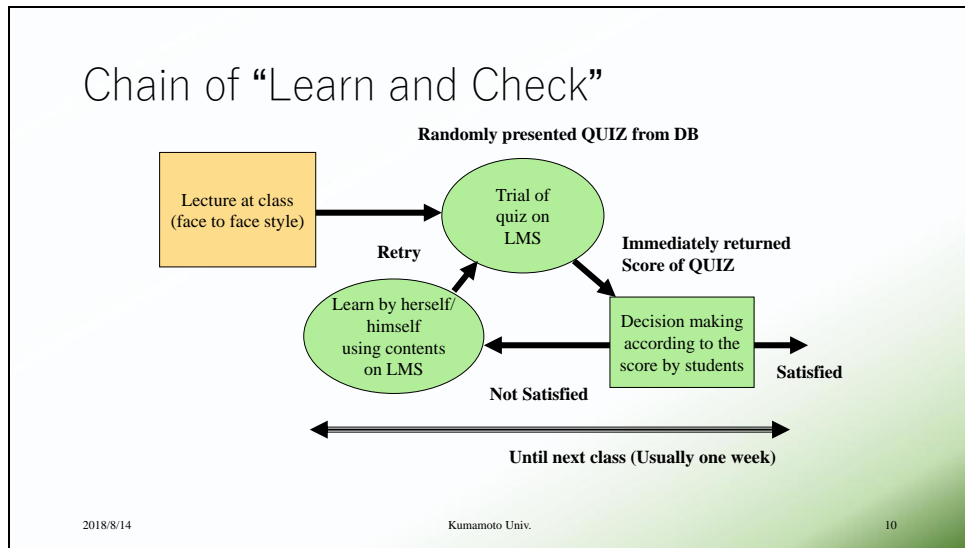 Chain of “Learn and Check”
Randomly presented QUIZ from DB
Lecture at class
(face to face style)
Trial of
quiz on
LMS
Retry
Immediately returned
Score of QUIZ
Learn by herself/
himself
using contents
on LMS
Decision making
according to the
score by students
Satisfied
Not Satisfied
Until next class (Usually one week)
2018/8/14
Kumamoto Univ.
10